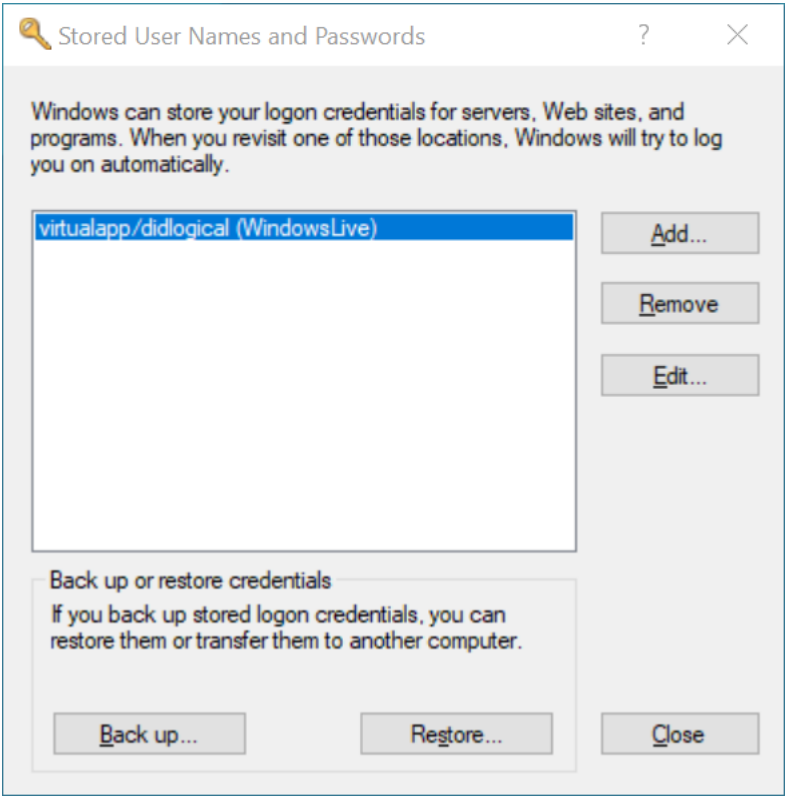 Stored User Names and Passwords
?
Windows can store your logon credentials for servers, Web sites, and
programs. When you revisit one of those locations, Windows will try to log
you on automatically.
virtualapp/didlogical (WindowsLive)
Add...
Remove
Edit...
Back up or restore credentials
If you back up stored logon credentials, you can
restore them or transfer them to another computer.
Back up...
Restore...
Close